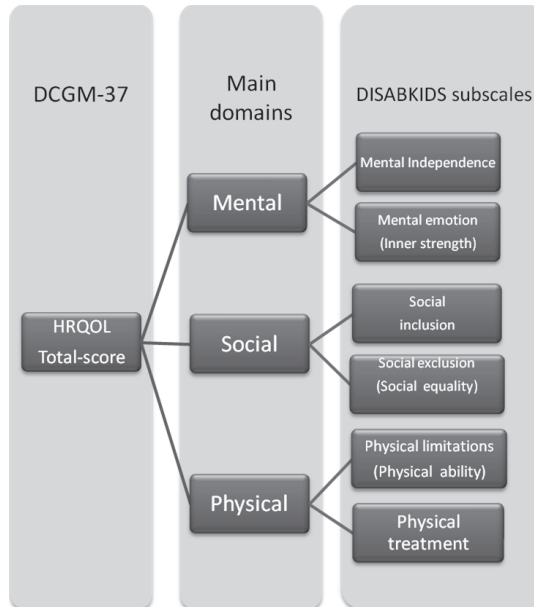 DCGM-37
Main
domains
DISABKIDS subscales
HRQOL
Total-score
Mental
Social
Physical
Mental Independence
Mental emotion
(Inner strength)
Social
inclusion
Social exclusion
(Social equality)
Physical limitations
(Physical ability)
Physical
treatment